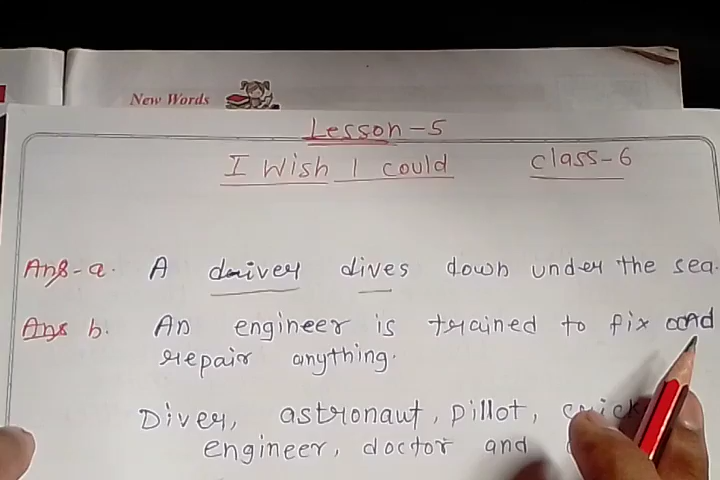 New Words
Lesson-5
I Wish I could class-6
Ans-a. A driver dives down under the sea.
Ans b. An engineer is trained to fix and
repair anything.
Diver, astronaut, pillot,
engineer, doctor and